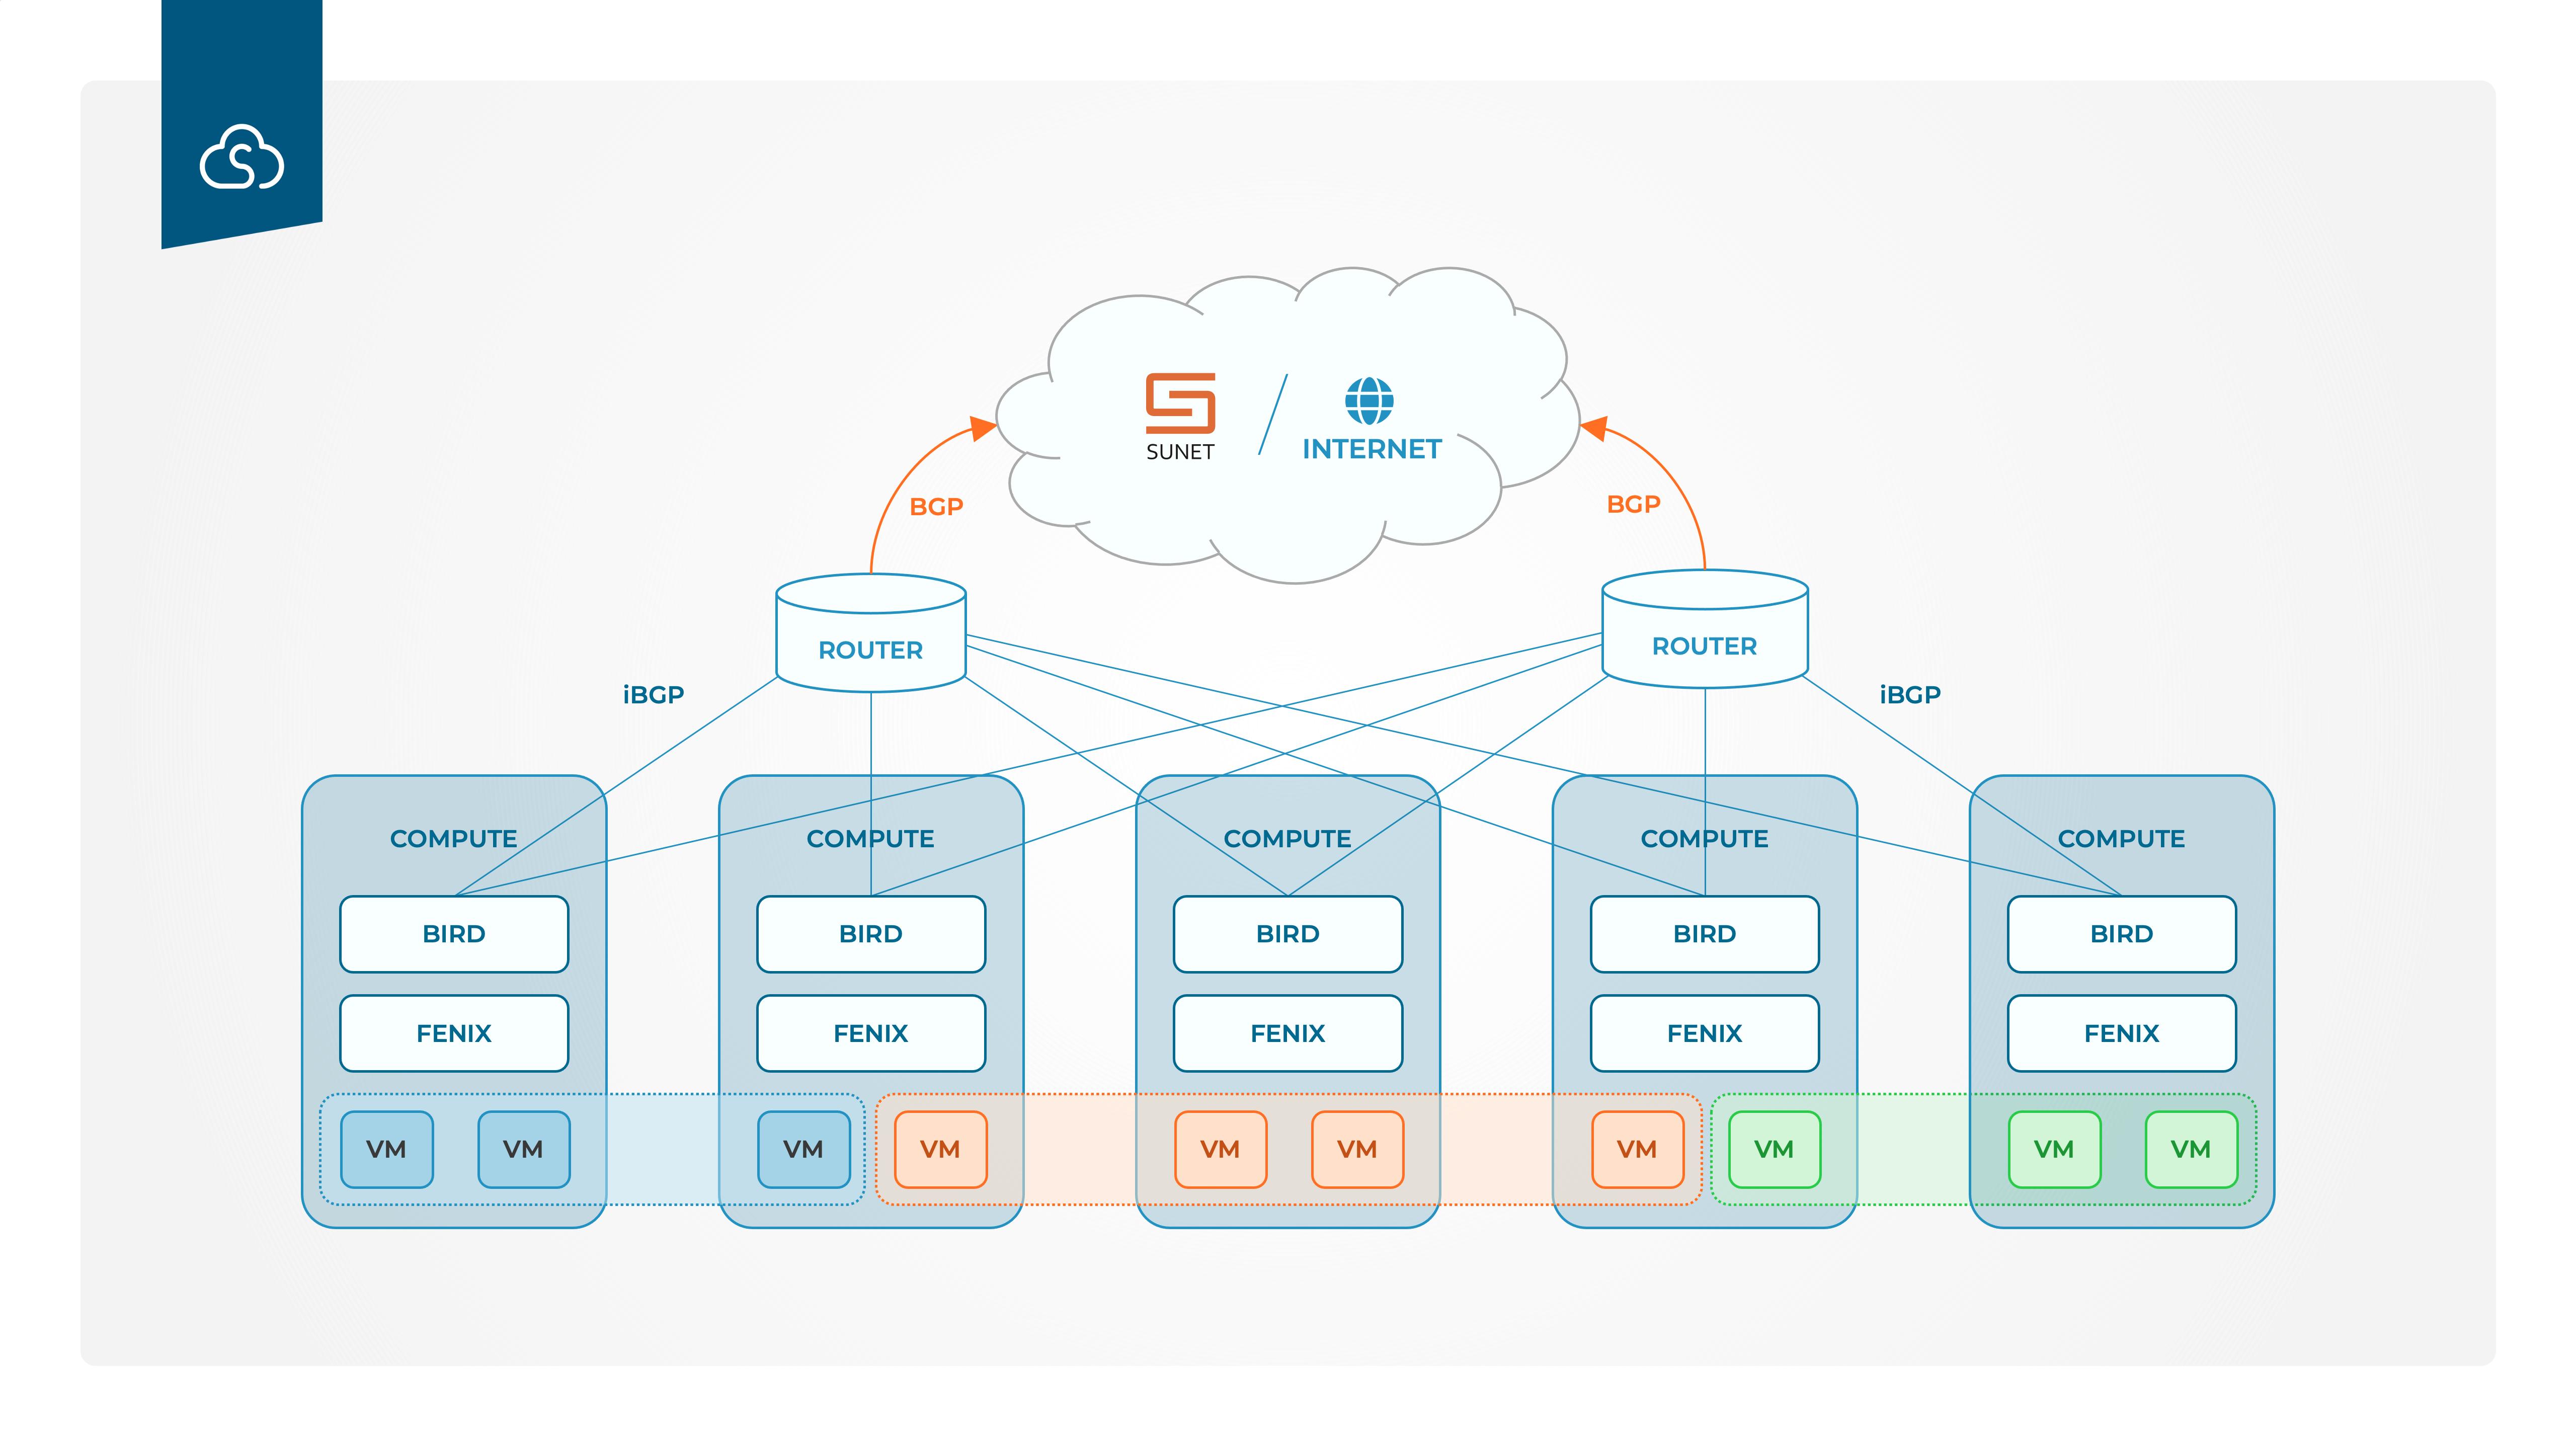 SUNET
INTERNET
BGP
BGP
ROUTER
ROUTER
iBGP
iBGP
COMPUTE
COMPUTE
COMPUTE
COMPUTE
COMPUTE
BIRD
BIRD
BIRD
BIRD
BIRD
FENIX
FENIX
FENIX
FENIX
FENIX
VM
VM
VM
VM
VM
VM
VM
VM
VM
VM